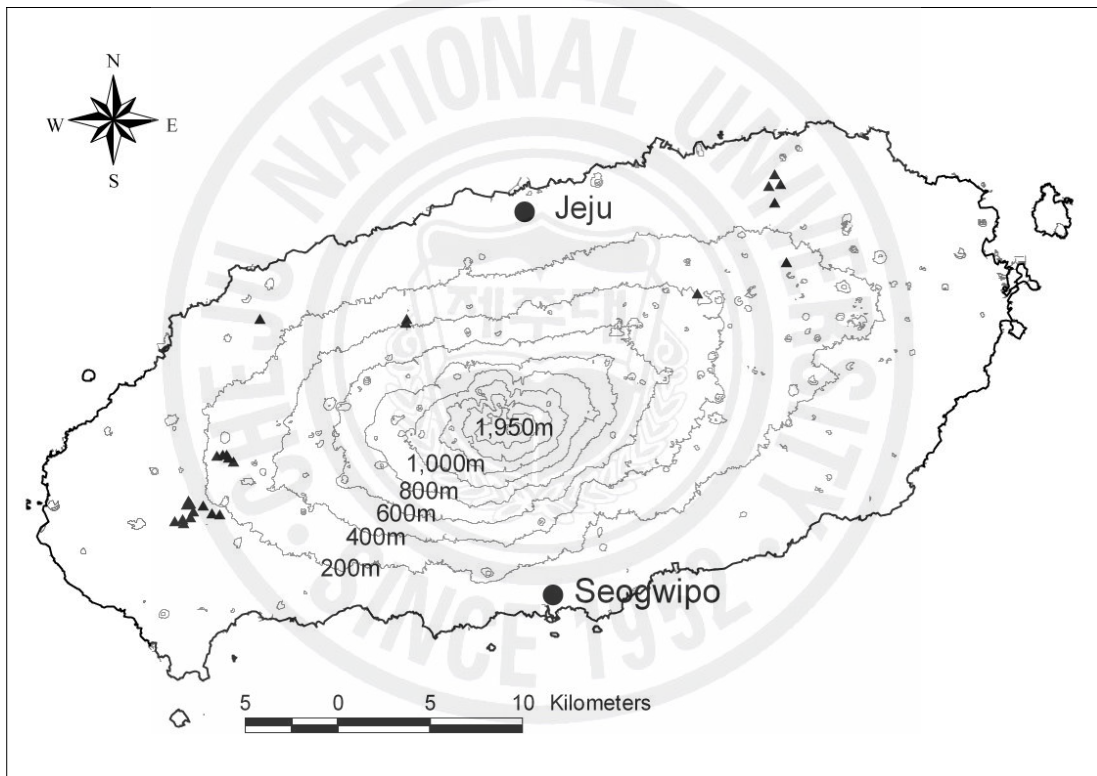 N
W E
S
Jeju
1,950m
1,000m
800m
600m
400m
200m
Seogwipo
5 0 5 10 Kilometers
CHEJU NATIONAL UNIVERSITY
제주대
SINCE 1952